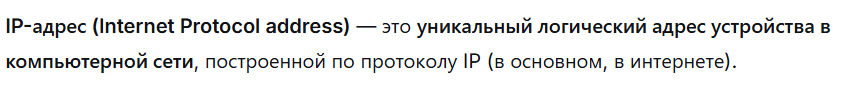 IP-адрес (Internet Protocol address) — это уникальный логический адрес устройства в
компьютерной сети, построенной по протоколу IP (в основном, в интернете).